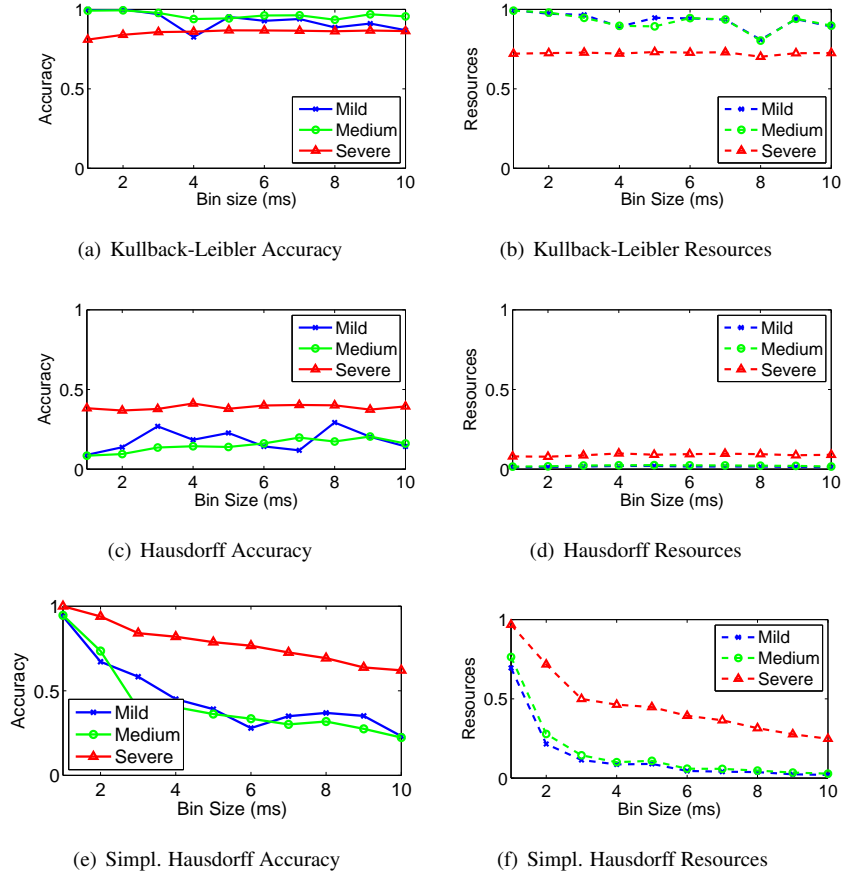 1
0.5
0
Accuracy
2 4 6 8 10
Bin size (ms)
Mild
Medium
Severe
(a) Kullback-Leibler Accuracy
1
0.5
0
Resources
2 4 6 8 10
Bin size (ms)
Mild
Medium
Severe
(b) Kullback-Leibler Resources
1
0.5
0
Accuracy
2 4 6 8 10
Bin Size (ms)
Mild
Medium
Severe
(c) Hausdorff Accuracy
1
0.5
0
Resources
2 4 6 8 10
Bin Size (ms)
Mild
Medium
Severe
(d) Hausdorff Resources
1
0.5
0
Accuracy
2 4 6 8 10
Bin Size (ms)
Mild
Medium
Severe
(e) Simpl. Hausdorff Accuracy
1
0.5
0
Resources
2 4 6 8 10
Bin Size (ms)
Mild
Medium
Severe
(f) Simpl. Hausdorff Resources